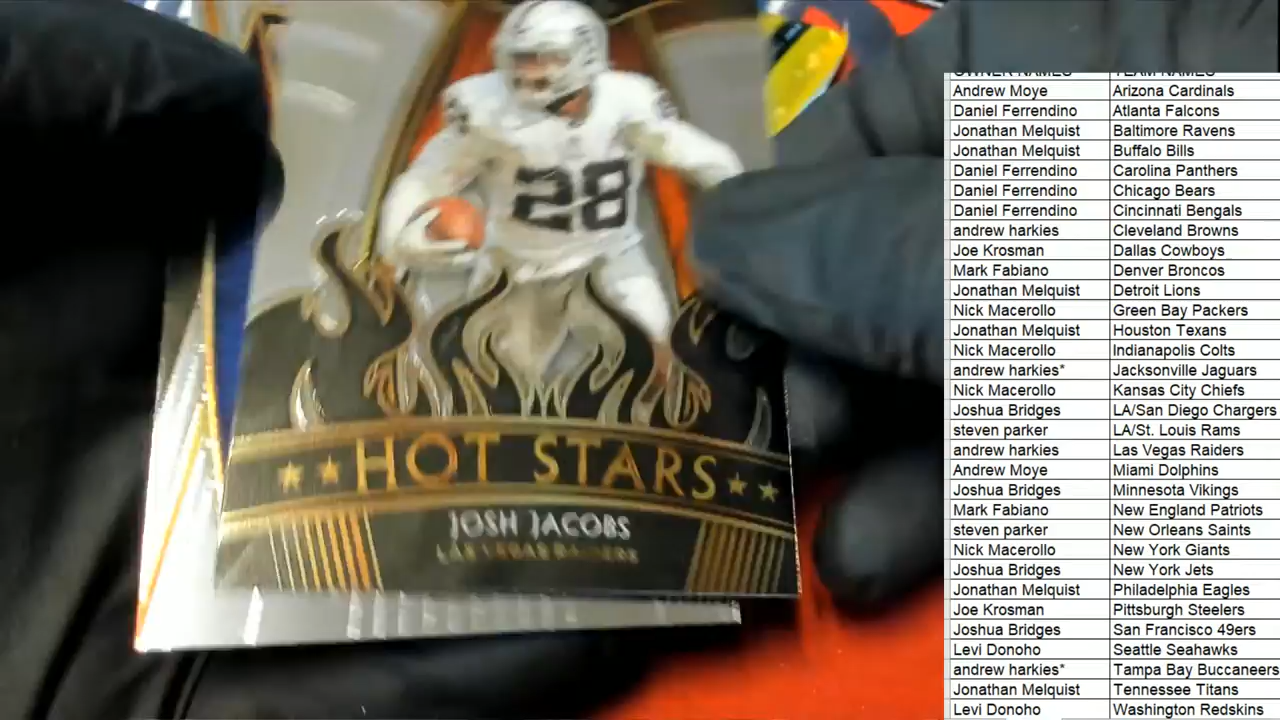 28
HOT STARS
JOSH JACOBS
LAS VEGAS RAIDERS
OWNER NAMES TEAM NAMES
Andrew Moye Arizona Cardinals
Daniel Ferrendino Atlanta Falcons
Jonathan Melquist Baltimore Ravens
Jonathan Melquist Buffalo Bills
Daniel Ferrendino Carolina Panthers
Daniel Ferrendino Chicago Bears
Daniel Ferrendino Cincinnati Bengals
andrew harkies Cleveland Browns
Joe Krosman Dallas Cowboys
Mark Fabiano Denver Broncos
Jonathan Melquist Detroit Lions
Nick Macerollo Green Bay Packers
Jonathan Melquist Houston Texans
Nick Macerollo Indianapolis Colts
andrew harkies* Jacksonville Jaguars
Nick Macerollo Kansas City Chiefs
Joshua Bridges LA/San Diego Chargers
steven parker LA/St. Louis Rams
andrew harkies Las Vegas Raiders
Andrew Moye Miami Dolphins
Joshua Bridges Minnesota Vikings
Mark Fabiano New England Patriots
steven parker New Orleans Saints
Nick Macerollo New York Giants
Joshua Bridges New York Jets
Jonathan Melquist Philadelphia Eagles
Joe Krosman Pittsburgh Steelers
Joshua Bridges San Francisco 49ers
Levi Donoho Seattle Seahawks
andrew harkies* Tampa Bay Buccaneers
Jonathan Melquist Tennessee Titans
Levi Donoho Washington Redskins